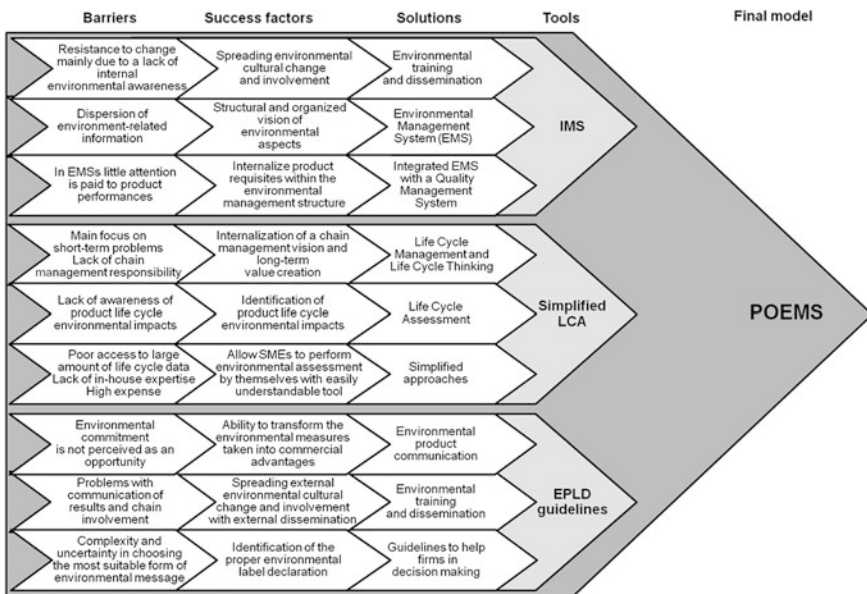 Barriers Success factors Solutions Tools Final model
Resistance to change
mainly due to a lack of
internal
environmental awareness
Spreading environmental
cultural change
and involvement
Environmental
training
and dissemination
Dispersion of
environment-related
information
Structural and organized
vision of
environmental
aspects
Environmental
Management
System (EMS)
In EMSs little attention
is paid to product
performances
Internalize product
requisites within the
environmental
management structure
Integrated EMS
with a Quality
Management
System
IMS
Main focus on
short-term problems
Lack of chain
management responsibility
Internalization of a chain
management vision and
long-term
value creation
Life Cycle
Management and
Life Cycle Thinking
Lack of awareness of
product life cycle
environmental impacts
Identification of
product life cycle
environmental impacts
Life Cycle
Assessment
Poor access to large
amount of life cycle data
Lack of in-house expertise
High expense
Allow SMEs to perform
environmental assessment
by themselves with easily
understandable tool
Simplified
approaches
Simplified
LCA
Environmental
commitment
is not perceived as an
opportunity
Ability to transform the
environmental measures
taken into commercial
advantages
Environmental
product
communication
Problems with
communication of
results and chain
involvement
Spreading external
environmental cultural
change and involvement
with external dissemination
Environmental
training
and dissemination
Complexity and
uncertainty in choosing
the most suitable form of
environmental message
Identification of the
proper environmental
label declaration
Guidelines to help
firms in
decision making
EPLD
guidelines
POEMS